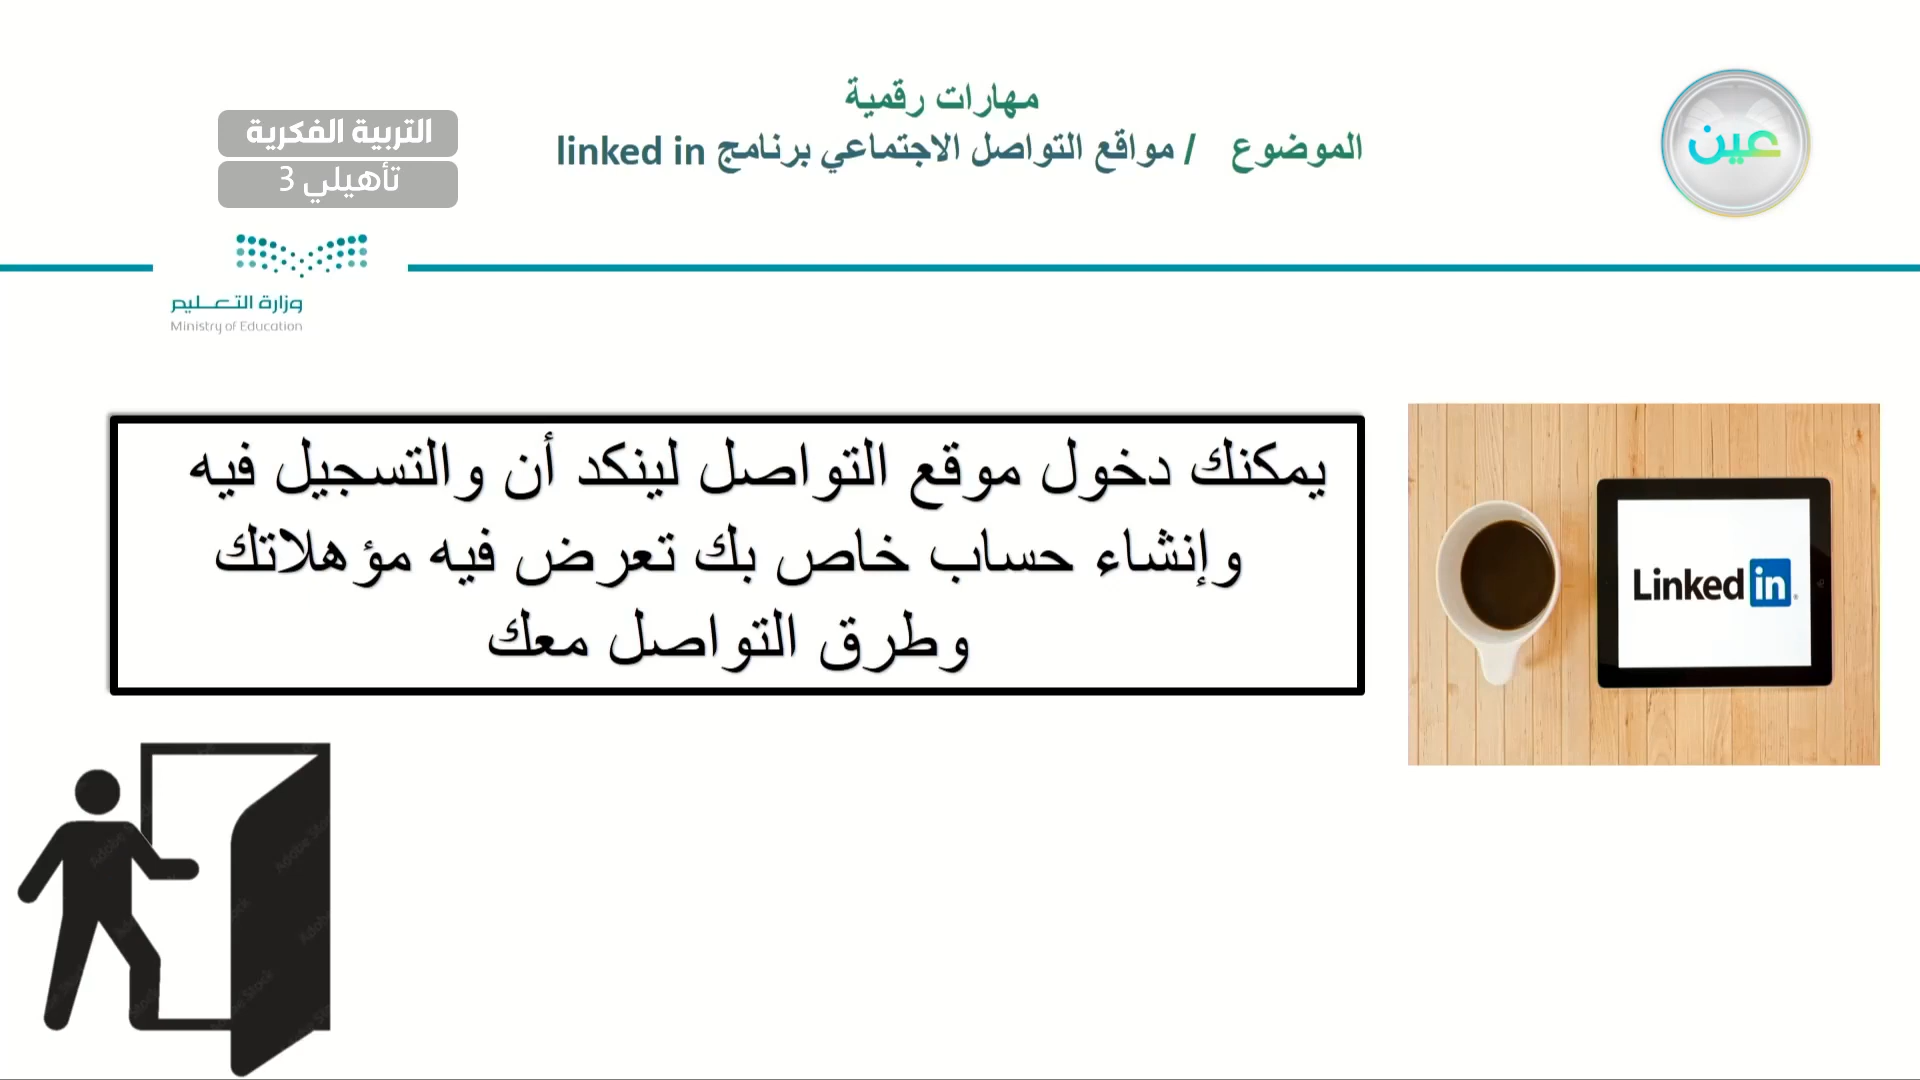 مهارات رقمية
الموضوع / مواقع التواصل الاجتماعي برنامج linked in
عين
التربية الفكرية
تأهيلي 3
وزارة التعليم
Ministry of Education
يمكنك دخول موقع التواصل لينكد أن والتسجيل فيه
وإنشاء حساب خاص بك تعرض فيه مؤهلاتك
وطرق التواصل معك
Linked in
Adobe Stock